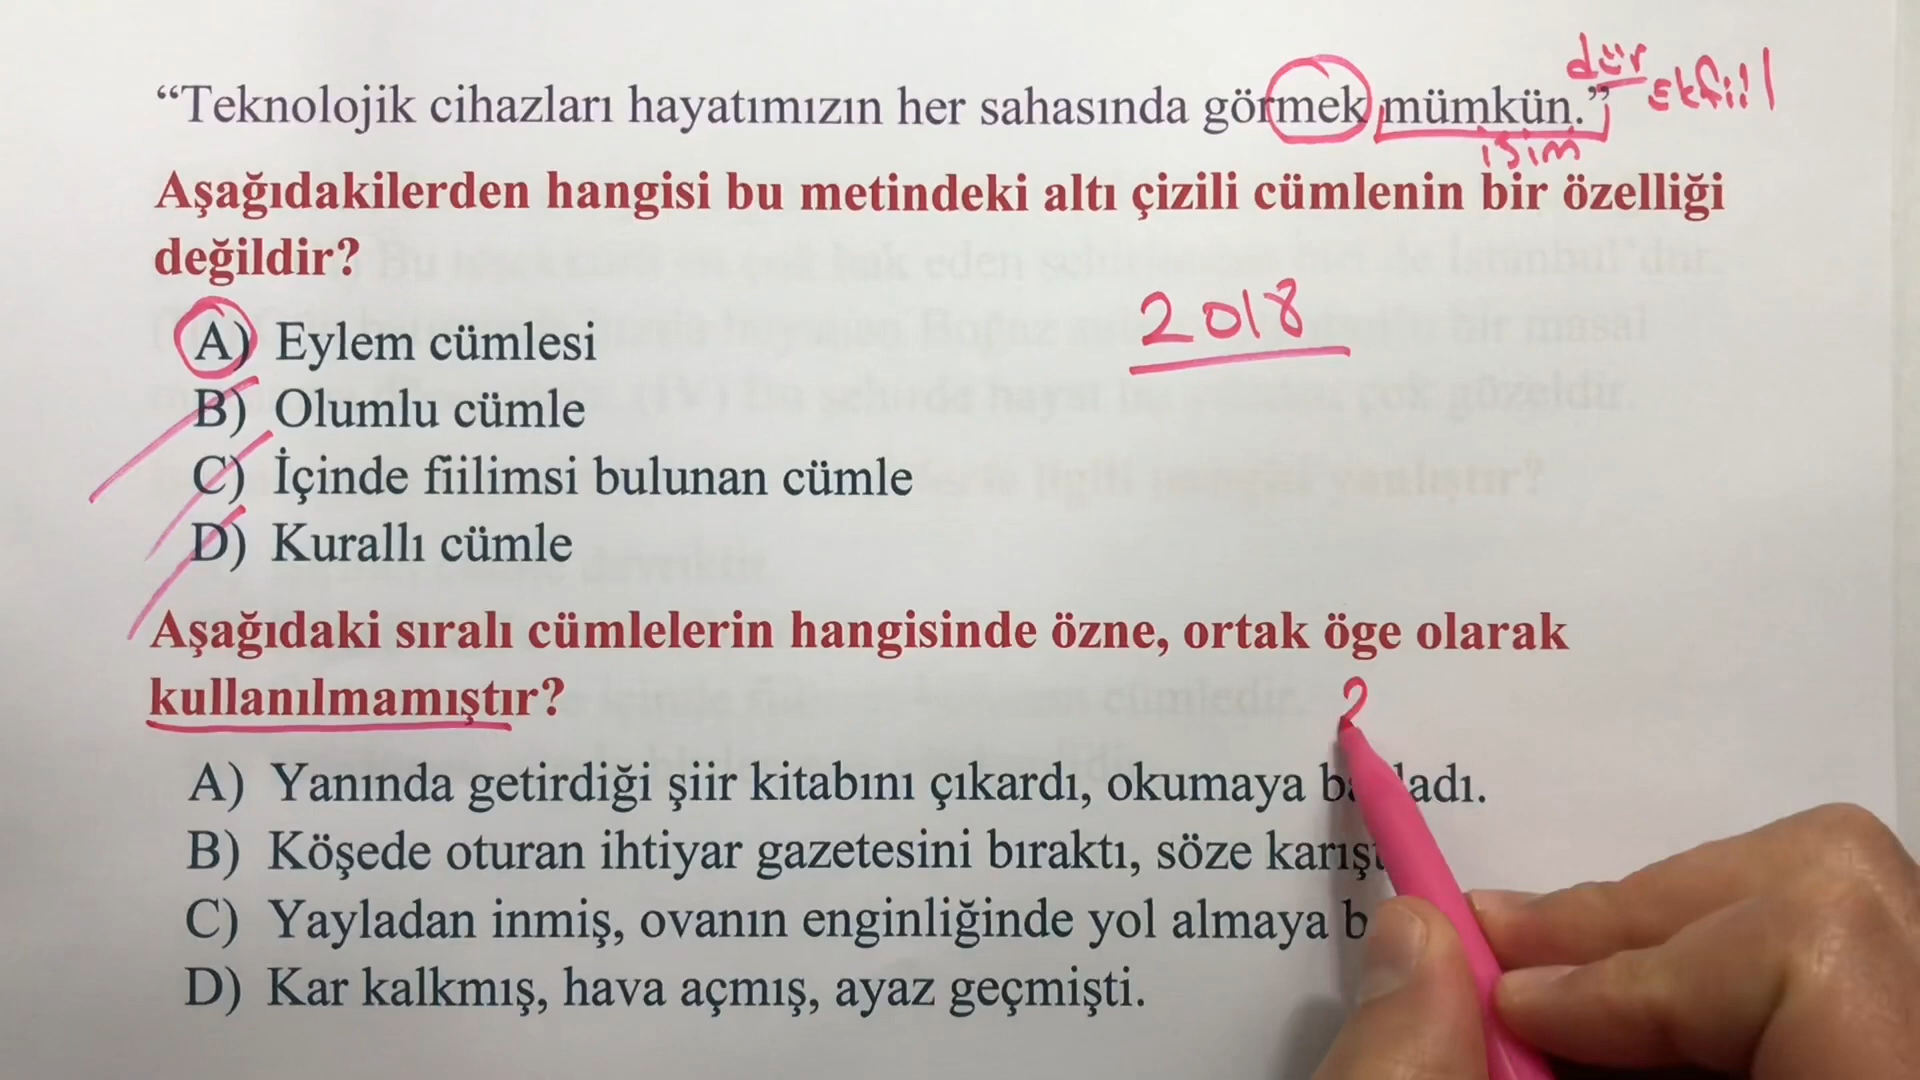 dür
“Teknolojik cihazları hayatımızın her sahasında görmek mümkün.” ekfiil
isim
Aşağıdakilerden hangisi bu metindeki altı çizili cümlenin bir özelliği
değildir?
2018
A) Eylem cümlesi
B) Olumlu cümle
C) İçinde fiilimsi bulunan cümle
D) Kurallı cümle
Aşağıdaki sıralı cümlelerin hangisinde özne, ortak öge olarak
kullanılmamıştır?
2
A) Yanında getirdiği şiir kitabını çıkardı, okumaya
B) Köşede oturan ihtiyar gazetesini bıraktı, söze
C) Yayladan inmiş, ovanın enginliğinde yol almaya
D) Kar kalkmış, hava açmış, ayaz geçmişti.